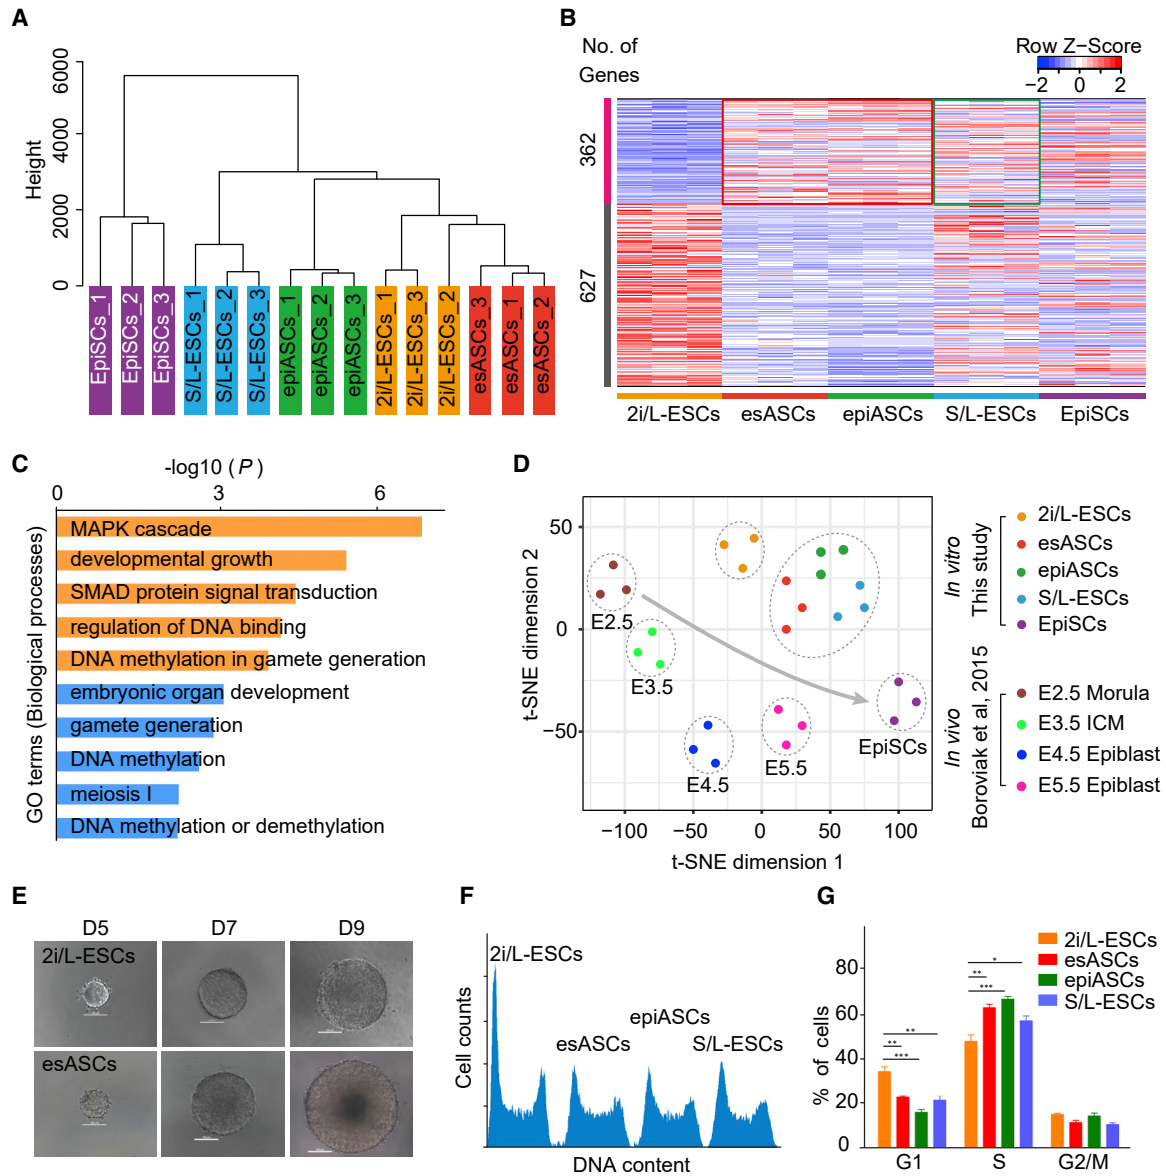 A
Height
6000
4000
2000
0
EpiSCs_1
EpiSCs_2
EpiSCs_3
S/L-ESCs_1
S/L-ESCs_2
S/L-ESCs_3
epiASCs_1
epiASCs_2
epiASCs_3
2i/L-ESCs_1
2i/L-ESCs_3
2i/L-ESCs_2
esASCs_3
esASCs_1
esASCs_2
B
No. of
Genes
Row Z−Score
−2 0 2
362
627
2i/L-ESCs esASCs epiASCs S/L-ESCs EpiSCs
C
-log10 (P)
0 3 6
GO terms (Biological processes)
MAPK cascade
developmental growth
SMAD protein signal transduction
regulation of DNA binding
DNA methylation in gamete generation
embryonic organ development
gamete generation
DNA methylation
meiosis I
DNA methylation or demethylation
D
t-SNE dimension 2
50
0
−50
−100 −50 0 50 100
t-SNE dimension 1
E2.5
E3.5
E4.5
E5.5
EpiSCs
In vitro
This study
2i/L-ESCs
esASCs
epiASCs
S/L-ESCs
EpiSCs
In vivo
Boroviak et al, 2015
E2.5 Morula
E3.5 ICM
E4.5 Epiblast
E5.5 Epiblast
E
D5 D7 D9
2i/L-ESCs
esASCs
F
Cell counts
2i/L-ESCs
esASCs
epiASCs
S/L-ESCs
DNA content
G
% of cells
80
60
40
20
0
** 
**
***
*
**
***
G1 S G2/M
2i/L-ESCs
esASCs
epiASCs
S/L-ESCs